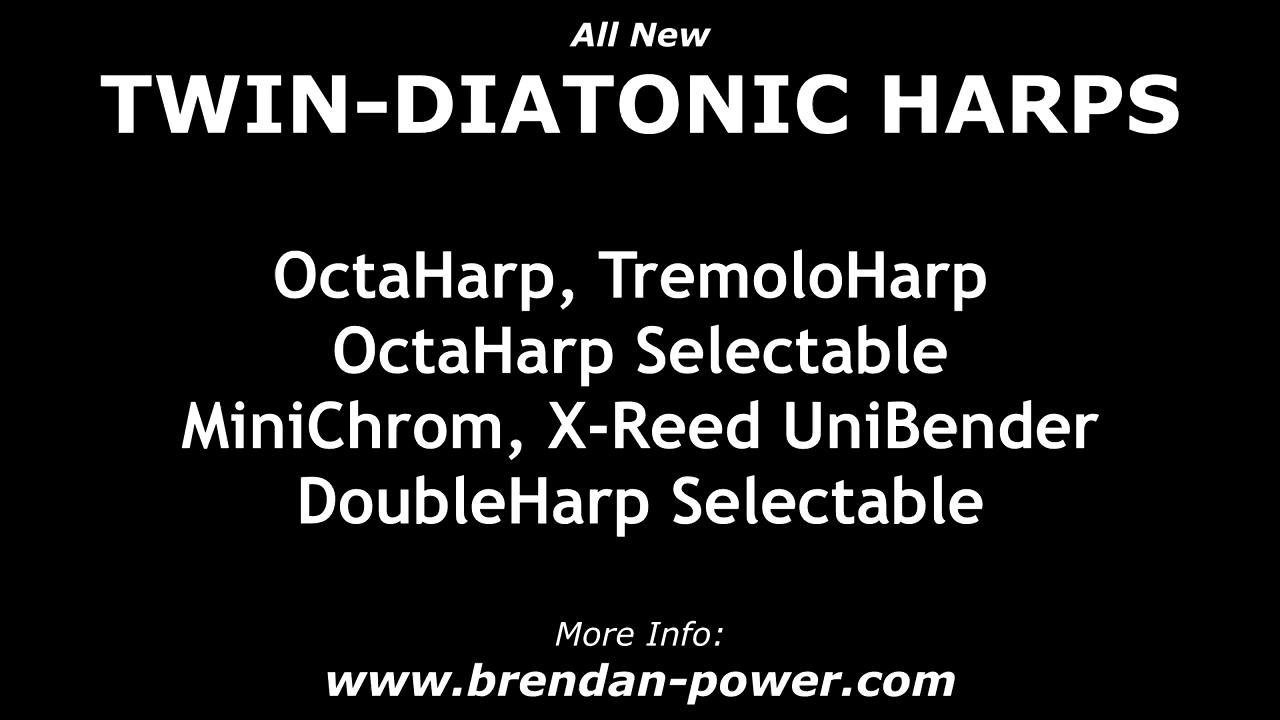 All New
TWIN-DIATONIC HARPS
OctaHarp, TremoloHarp
OctaHarp Selectable
MiniChrom, X-Reed UniBender
DoubleHarp Selectable
More Info:
www.brendan-power.com